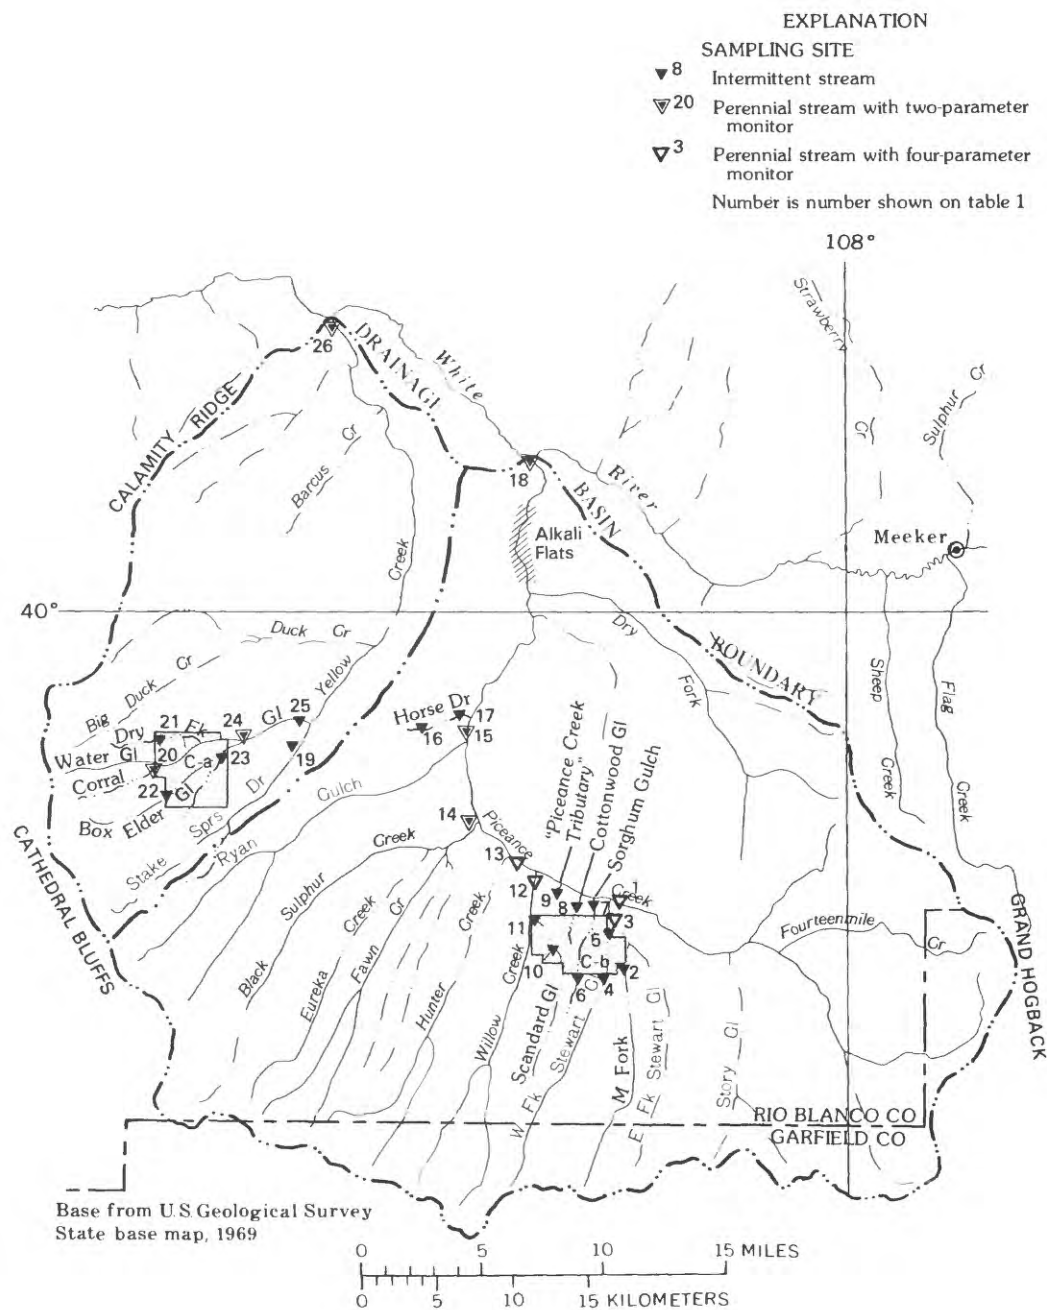 EXPLANATION
SAMPLING SITE
8 Intermittent stream
20 Perennial stream with two-parameter
monitor
3 Perennial stream with four-parameter
monitor
Number is number shown on table 1
108°
Strawberry
Cr
Sulphur Cr
26
DRAINAGE
White
CALAMITY RIDGE
Barcus Cr
18
BASIN
River
Alkali
Flats
Meeker
Creek
40°
Duck Cr
Dry
Fork
BOUNDARY
Sheep
Creek
Flag
Creek
Big Duck Cr
Yellow
Dry Fk
21
24
Gl
25
Horse Dr
17
16
15
Water Gl
20
C-a
23
19
Corral
22
Gl
Box Elder
Stake Sprs Dr
Ryan Gulch
14
Piceance
13
"Piceance Creek
Tributary"
Cottonwood Gl
Sorghum Gulch
CATHEDRAL BLUFFS
Black Sulphur Creek
12
9
8
7
C
1
Creek
11
5
3
10
C-b
2
6
4
Fourteenmile
Cr
GRAND HOGBACK
Eureka Creek
Fawn Cr
Hunter Creek
Willow Creek
Scandard Gl
W Fk Stewart G
M Fork
E Fk Stewart Gl
Story Gl
RIO BLANCO CO
GARFIELD CO
Base from U.S. Geological Survey
State base map, 1969
0 5 10 15 MILES
0 5 10 15 KILOMETERS